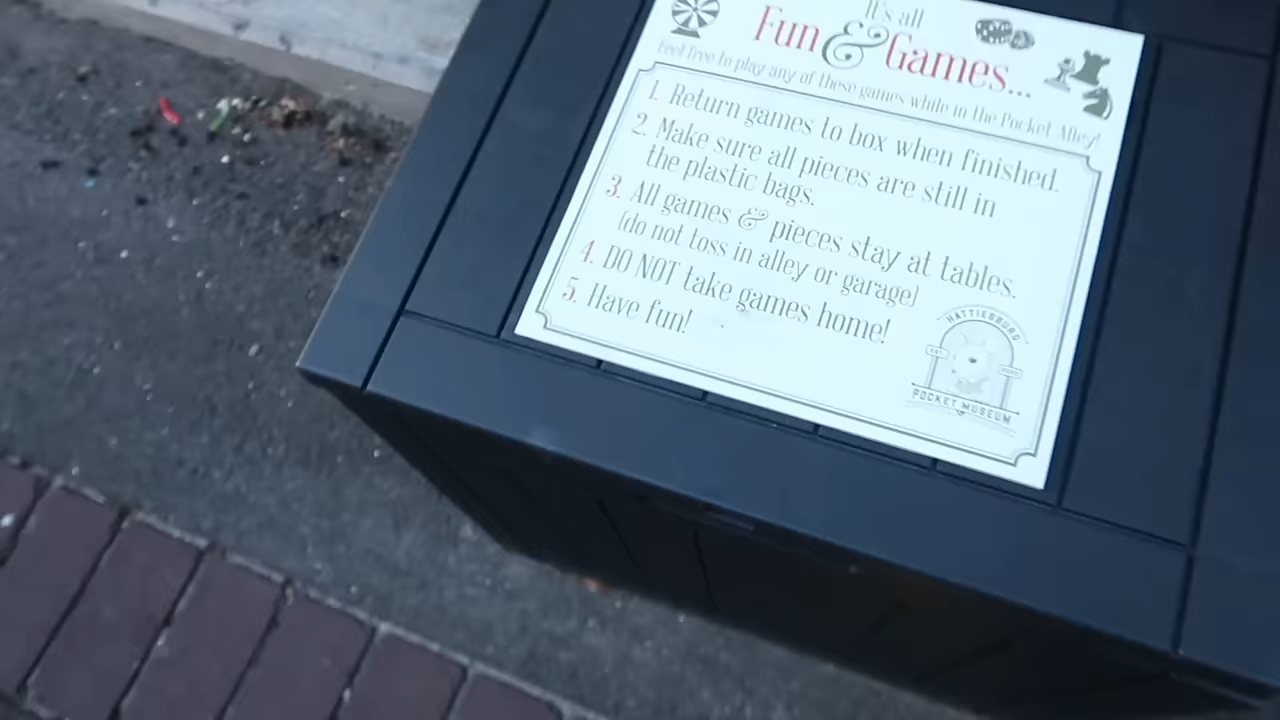 It's all
Fun & Games...
Feel free to play any of these games while in the Pocket Alley!
1. Return games to box when finished.
2. Make sure all pieces are still in
the plastic bags.
3. All games & pieces stay at tables.
(do not toss in alley or garage)
4. DO NOT take games home!
5. Have fun!
HATTIESBURG
EST.
POCKET MUSEUM